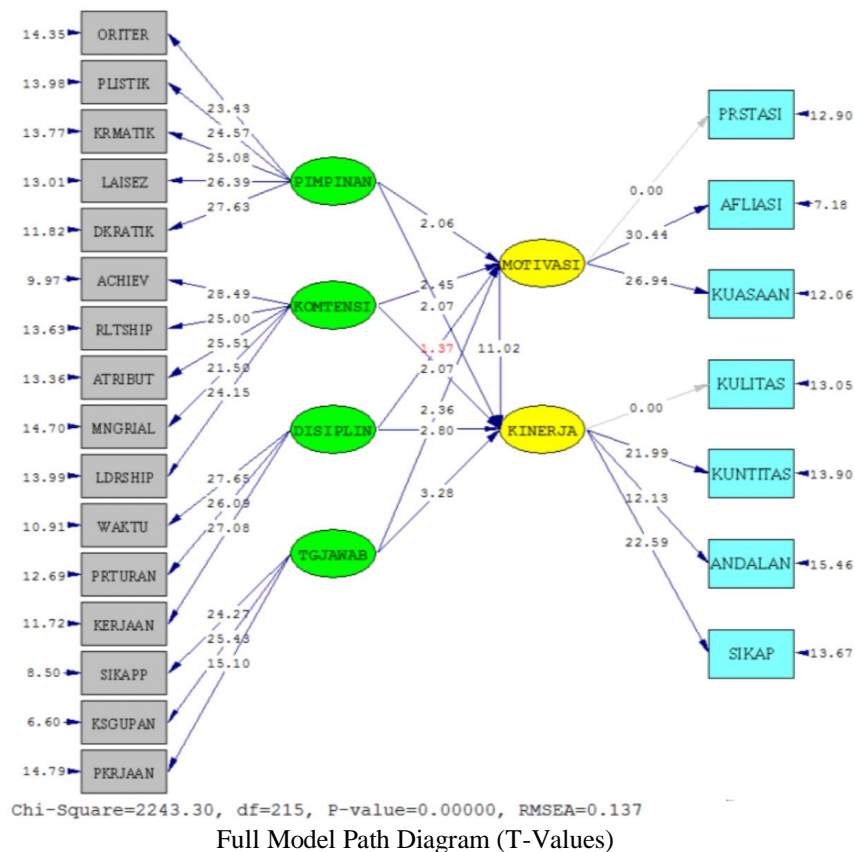 14.35 ORITER
13.98 PLISTIK
13.77 KRMATIK
13.01 LAISEZ
11.82 DKRATIK
9.97 ACHIEV
13.63 RLTSHIP
13.36 ATRIBUT
14.70 MNGRIAL
13.99 LDRSHIP
10.91 WAKTU
12.69 PRTURAN
11.72 KERJAAN
8.50 SIKAPP
6.60 KSGUPAN
14.79 PKRJAAN
23.43
24.57
25.08
26.39
27.63
28.49
25.00
25.51
21.50
24.15
27.65
26.09
27.08
24.27
25.43
15.10
PIMPINAN
KOMTENSI
DISIPLIN
TGJAWAB
2.06
2.45
2.07
1.37
2.07
2.36
2.80
3.28
11.02
MOTIVASI
KINERJA
0.00
30.44
26.94
0.00
21.99
12.13
22.59
PRSTASI 12.90
AFLIASI 7.18
KUASAAN 12.06
KULITAS 13.05
KUNTITAS 13.90
ANDALAN 15.46
SIKAP 13.67
Chi-Square=2243.30, df=215, P-value=0.00000, RMSEA=0.137
Full Model Path Diagram (T-Values)